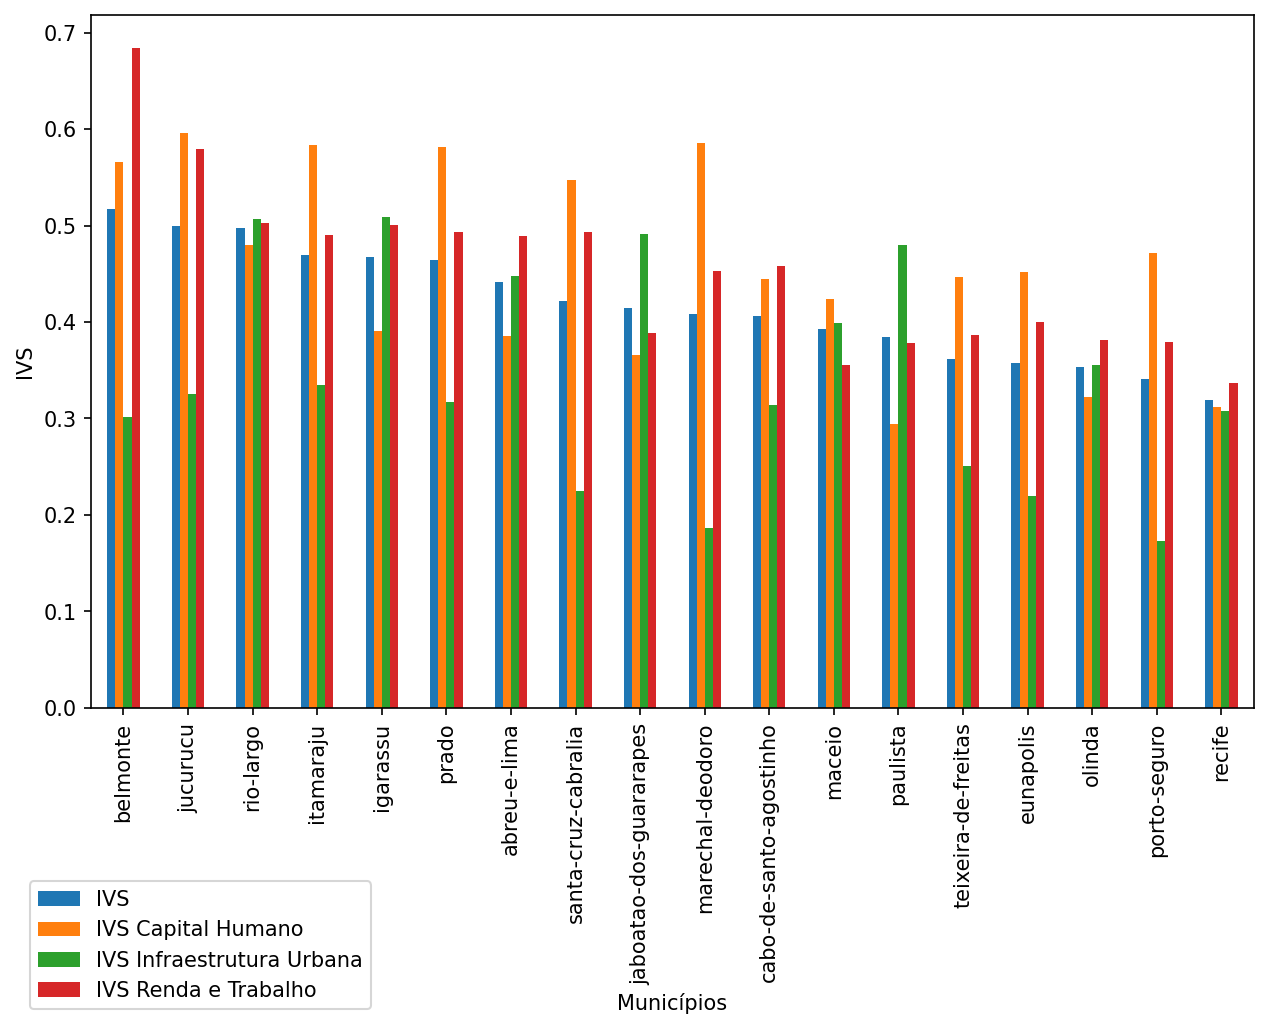 0.7
0.6
0.5
0.4
0.3
0.2
0.1
0.0
IVS
belmonte
jucurucu
rio-largo
itamaraju
igarassu
prado
abreu-e-lima
santa-cruz-cabralia
jaboatao-dos-guararapes
marechal-deodoro
cabo-de-santo-agostinho
maceio
paulista
teixeira-de-freitas
eunapolis
olinda
porto-seguro
recife
Municípios
IVS
IVS Capital Humano
IVS Infraestrutura Urbana
IVS Renda e Trabalho